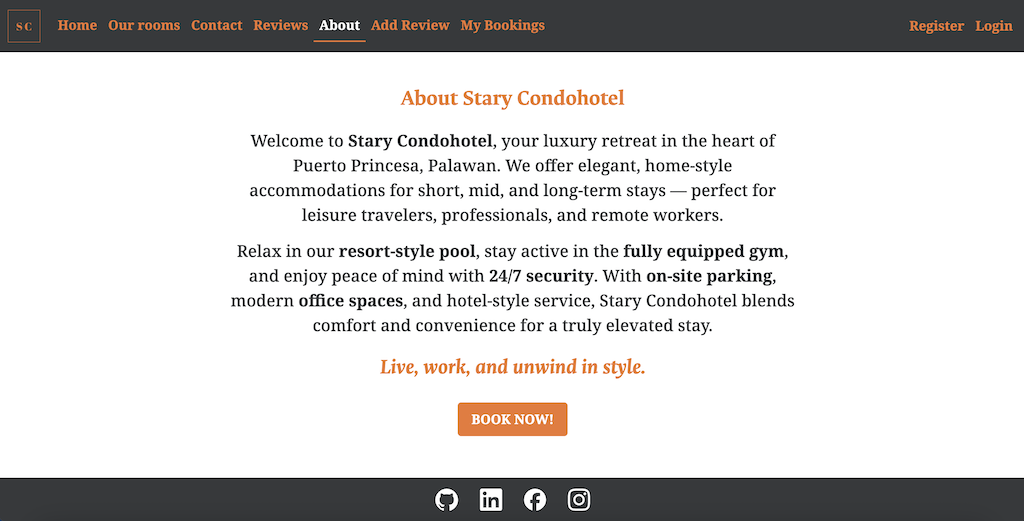 SC
Home Our rooms Contact Reviews About Add Review My Bookings Register Login
About Stary Condohotel
Welcome to Stary Condohotel, your luxury retreat in the heart of
Puerto Princesa, Palawan. We offer elegant, home-style
accommodations for short, mid, and long-term stays — perfect for
leisure travelers, professionals, and remote workers.
Relax in our resort-style pool, stay active in the fully equipped gym,
and enjoy peace of mind with 24/7 security. With on-site parking,
modern office spaces, and hotel-style service, Stary Condohotel blends
comfort and convenience for a truly elevated stay.
Live, work, and unwind in style.
BOOK NOW!
in